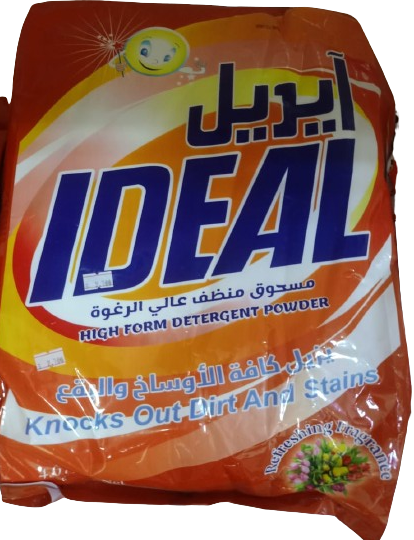 آيديل
IDEAL
مسحوق منظف عالي الرغوة
HIGH FORM DETERGENT POWDER
يزيل كافة الأوساخ والبقع
Knocks Out Dirt And Stains
Refreshing Fragrance